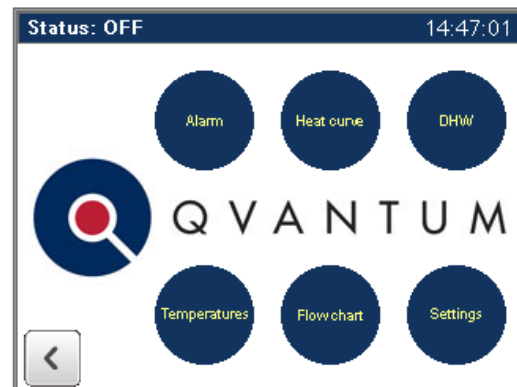 Status: OFF 14:47:01
Alarm Heat curve DHW
QVANTUM
Temperatures Flow chart Settings